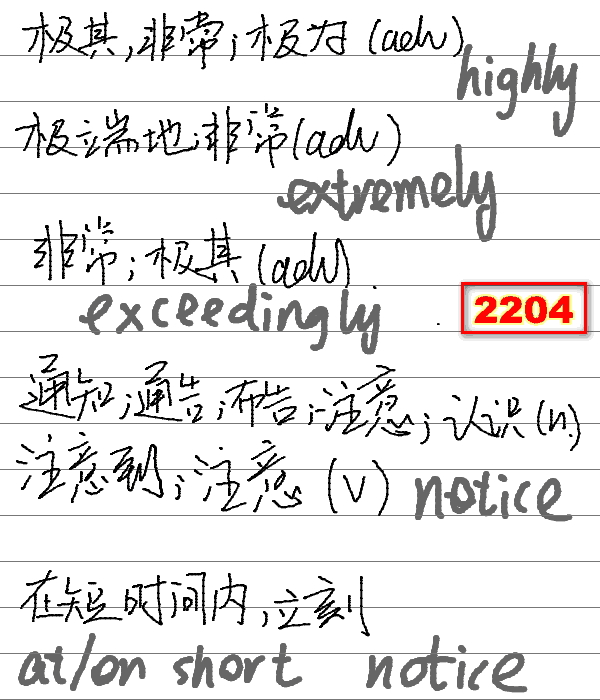 极其,非常;极为(adv)
highly
极端地;非常(adv)
extremely
非常;极其(adv)
exceedingly
2204
通知;通告;布告;注意;认识(n.)
注意到;注意(v) notice
在短时间内,立刻
at/on short notice